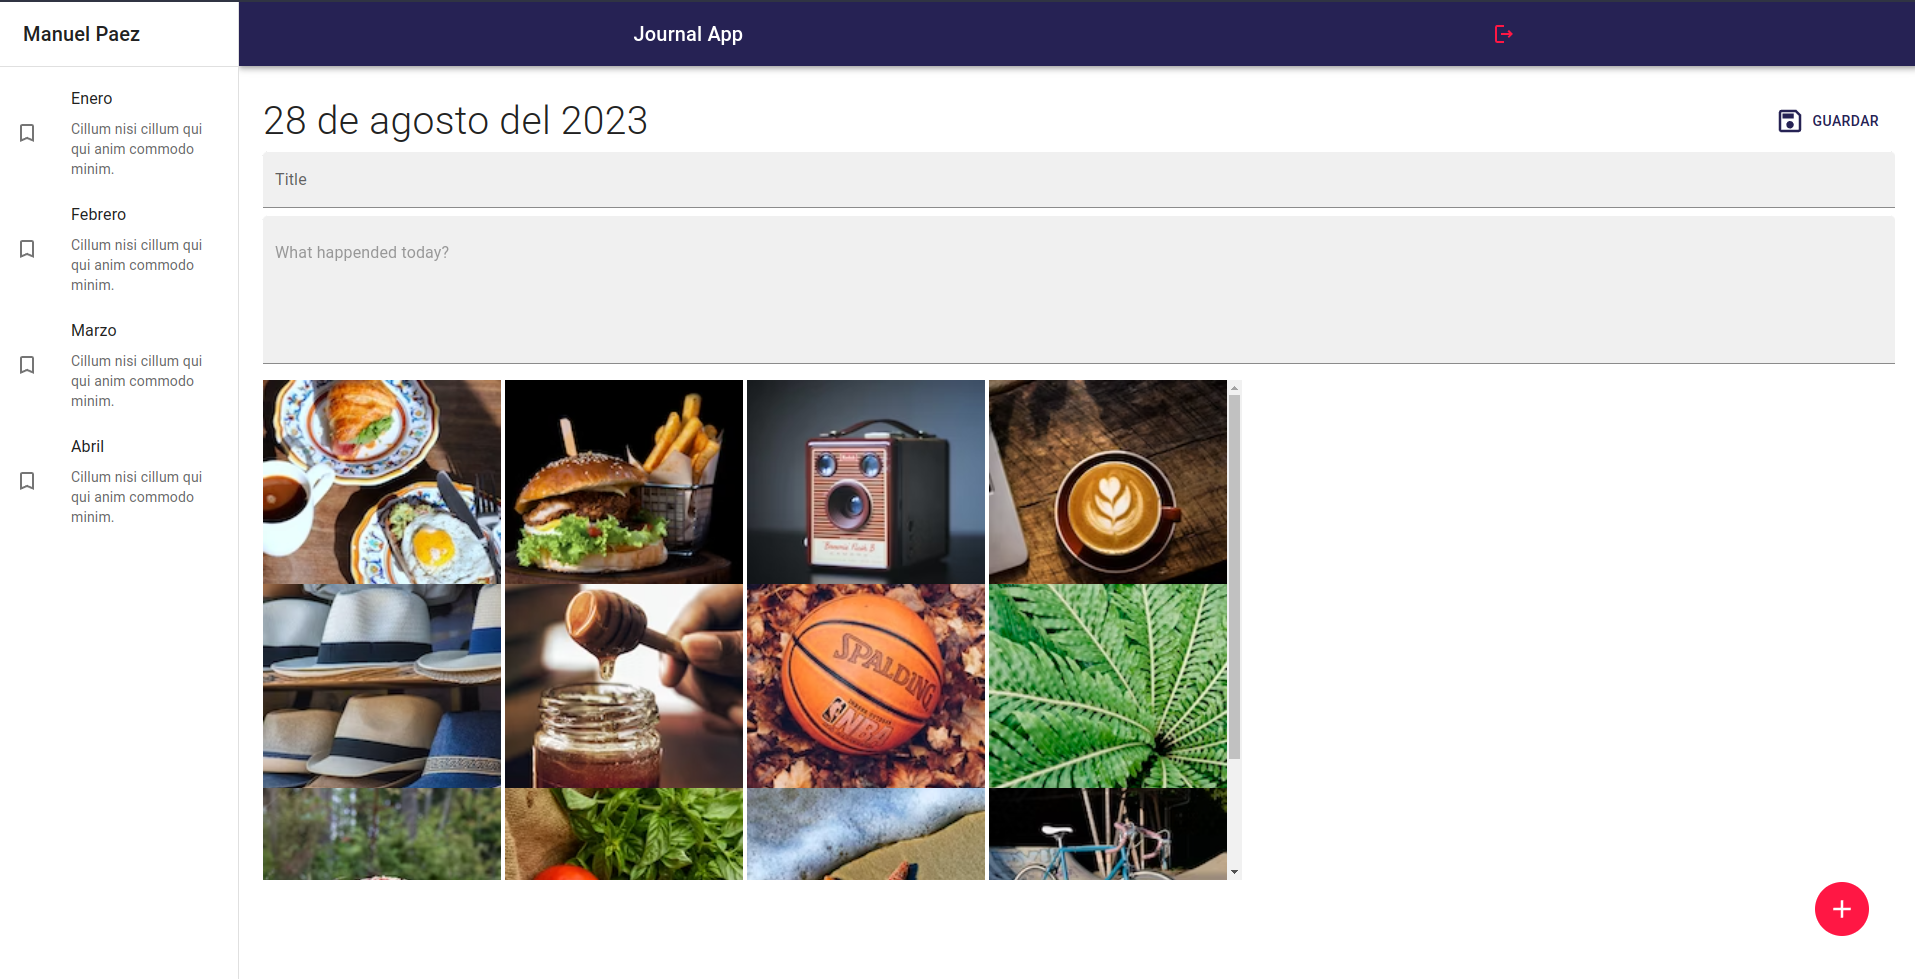 Manuel Paez
Journal App
Enero
Cillum nisi cillum qui
qui anim commodo
minim.
Febrero
Cillum nisi cillum qui
qui anim commodo
minim.
Marzo
Cillum nisi cillum qui
qui anim commodo
minim.
Abril
Cillum nisi cillum qui
qui anim commodo
minim.
28 de agosto del 2023
GUARDAR
Title
What happended today?
Brownie Flash B
SPALDING
NBA